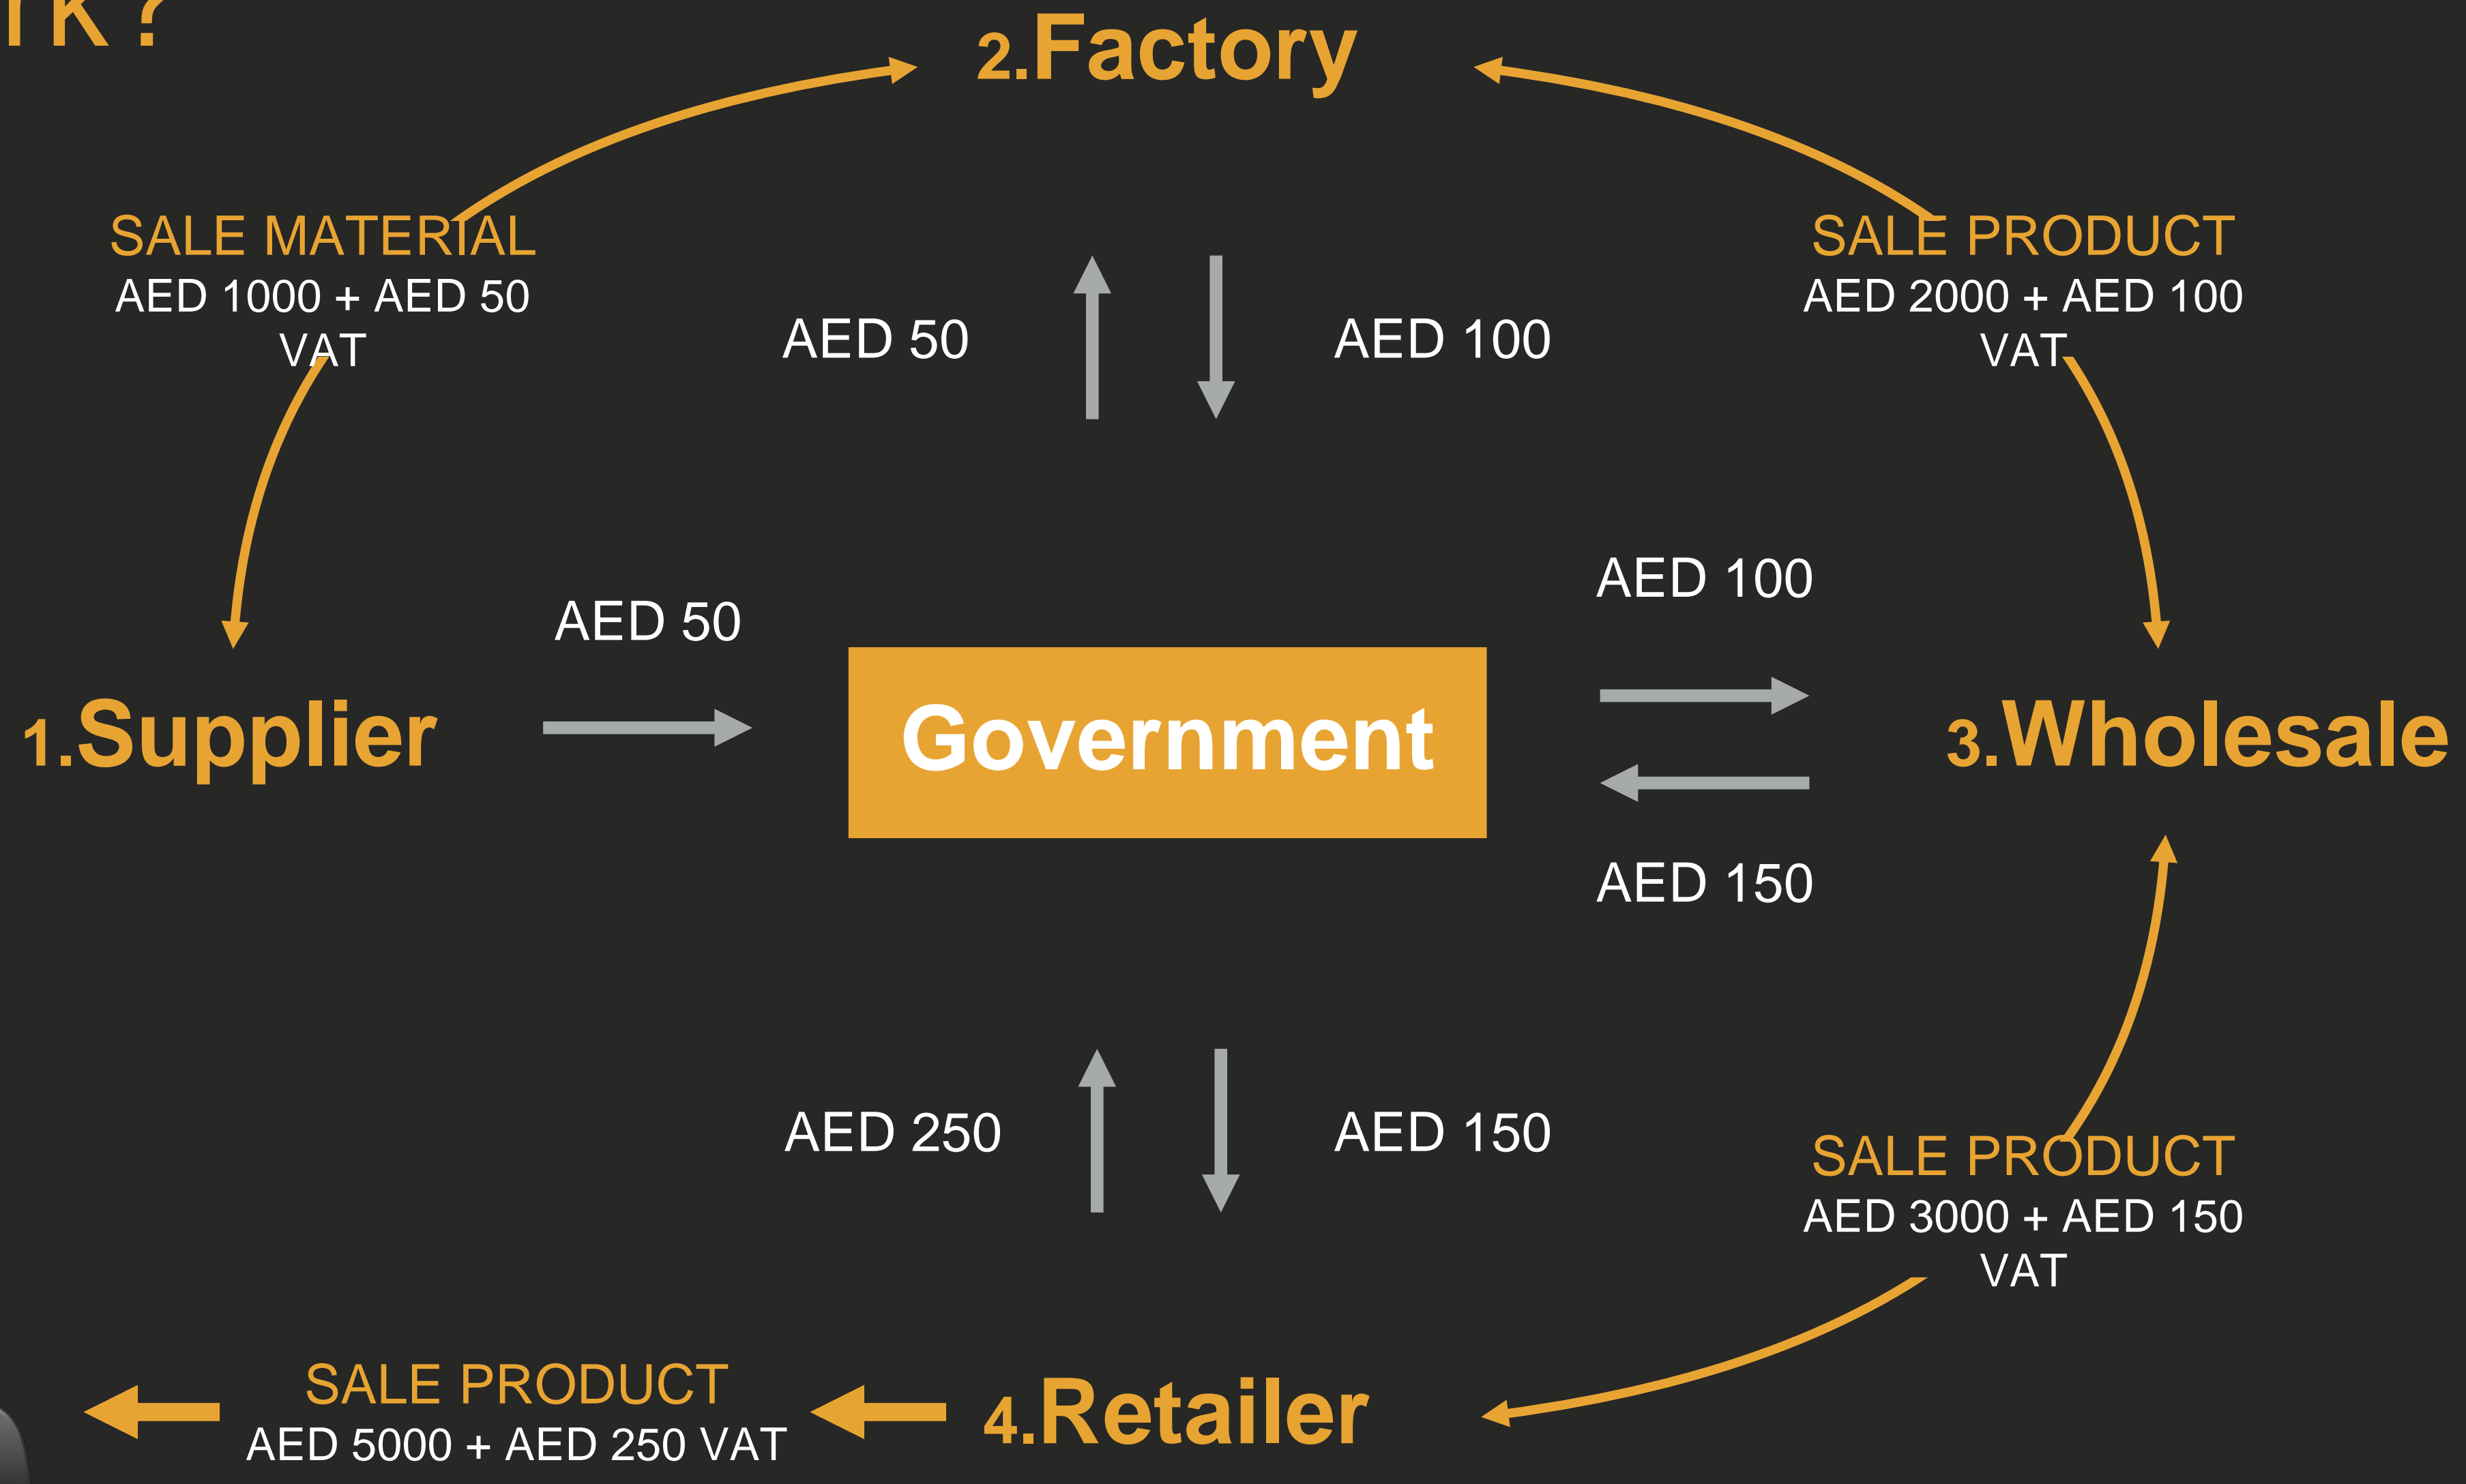 2.Factory
SALE MATERIAL
AED 1000 + AED 50
VAT
SALE PRODUCT
AED 2000 + AED 100
VAT
AED 50
AED 100
AED 50
AED 100
1.Supplier
Government
3.Wholesale
AED 150
AED 250
AED 150
SALE PRODUCT
AED 3000 + AED 150
VAT
SALE PRODUCT
AED 5000 + AED 250 VAT
4.Retailer